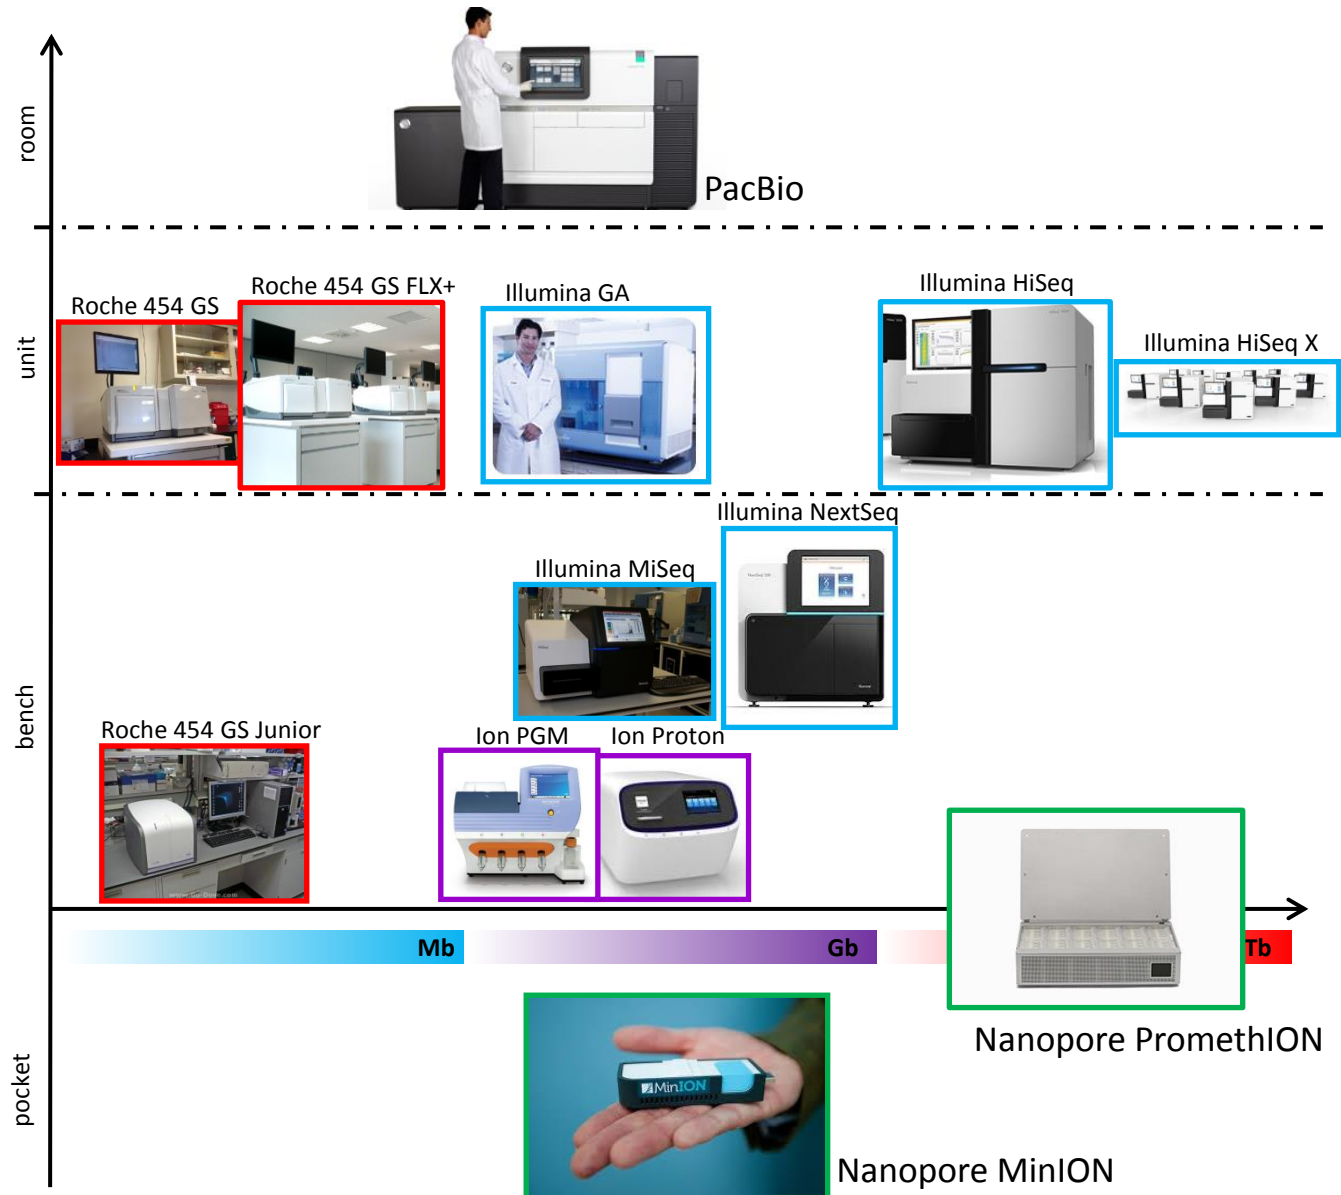 room
PacBio
unit
Roche 454 GS
Roche 454 GS FLX+
Illumina GA
Illumina HiSeq
Illumina HiSeq X
bench
Illumina NextSeq
Illumina MiSeq
Roche 454 GS Junior
Ion PGM
Ion Proton
Mb
Gb
Tb
pocket
MinION
Nanopore PromethION
Nanopore MinION